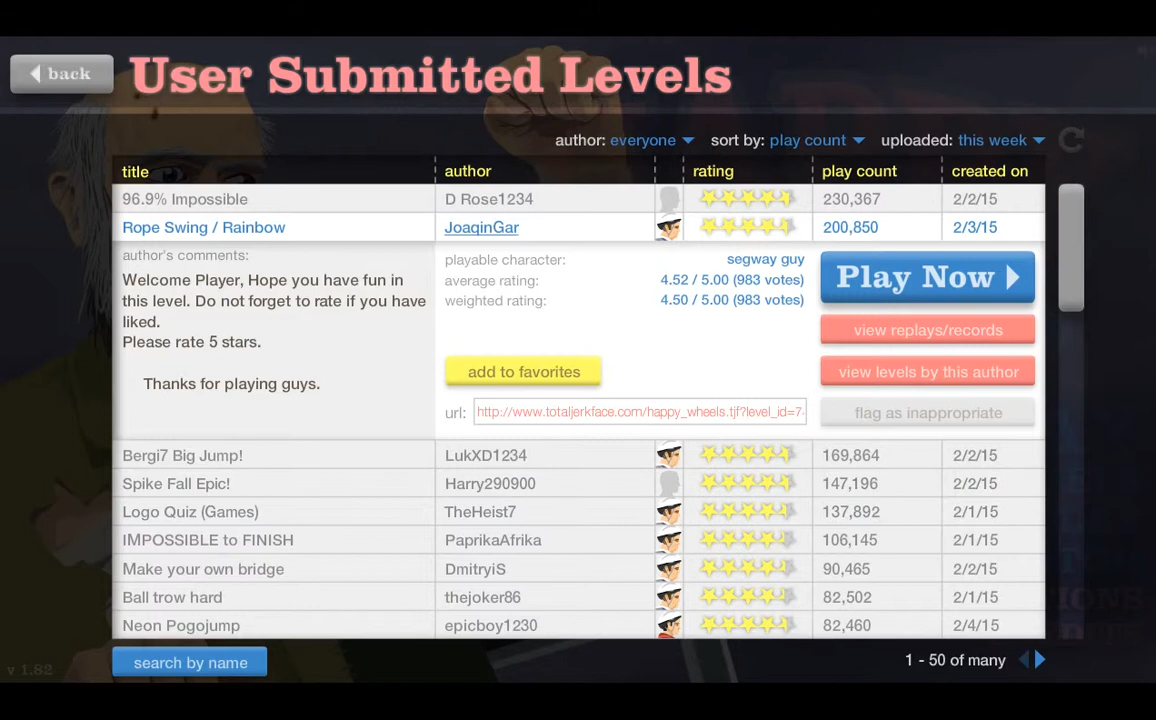 back
User Submitted Levels
author: everyone sort by: play count uploaded: this week
title author rating play count created on
96.9% Impossible D Rose1234 230,367 2/2/15
Rope Swing / Rainbow JoaqinGar 200,850 2/3/15
author's comments:
Welcome Player, Hope you have fun in
this level. Do not forget to rate if you have
liked.
Please rate 5 stars.
Thanks for playing guys.
playable character: segway guy
average rating: 4.52 / 5.00 (983 votes)
weighted rating: 4.50 / 5.00 (983 votes)
add to favorites
url: http://www.totaljerkface.com/happy_wheels.tjf?level_id=7
Play Now
view replays/records
view levels by this author
flag as inappropriate
Bergi7 Big Jump! LukXD1234 169,864 2/2/15
Spike Fall Epic! Harry290900 147,196 2/2/15
Logo Quiz (Games) TheHeist7 137,892 2/1/15
IMPOSSIBLE to FINISH PaprikaAfrika 106,145 2/1/15
Make your own bridge DmitryiS 90,465 2/2/15
Ball trow hard thejoker86 82,502 2/1/15
Neon Pogojump epicboy1230 82,460 2/4/15
v 1.82
search by name
1 - 50 of many